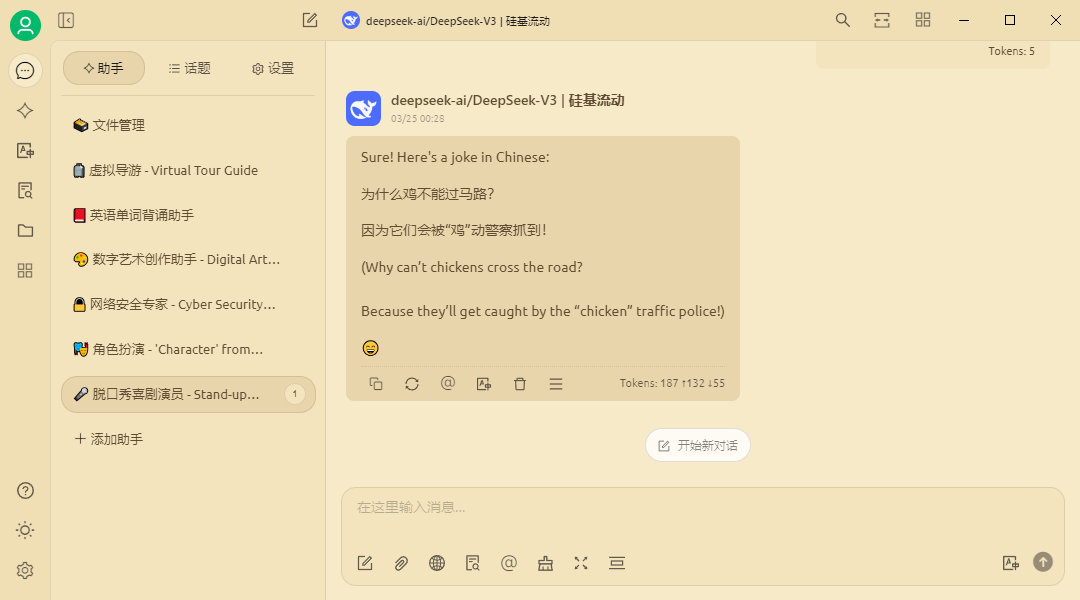 deepseek-ai/DeepSeek-V3 | 硅基流动
助手
话题
设置
文件管理
虚拟导游 - Virtual Tour Guide
英语单词背诵助手
数字艺术创作助手 - Digital Art...
网络安全专家 - Cyber Security...
角色扮演 - 'Character' from...
脱口秀喜剧演员 - Stand-up...
1
添加助手
Tokens: 5
deepseek-ai/DeepSeek-V3 | 硅基流动
03/25 00:28
Sure! Here's a joke in Chinese:
为什么鸡不能过马路？
因为它们会被“鸡”动警察抓到！
(Why can’t chickens cross the road?
Because they’ll get caught by the “chicken” traffic police!)
Tokens: 187 ↑132 ↓55
开始新对话
在这里输入消息...